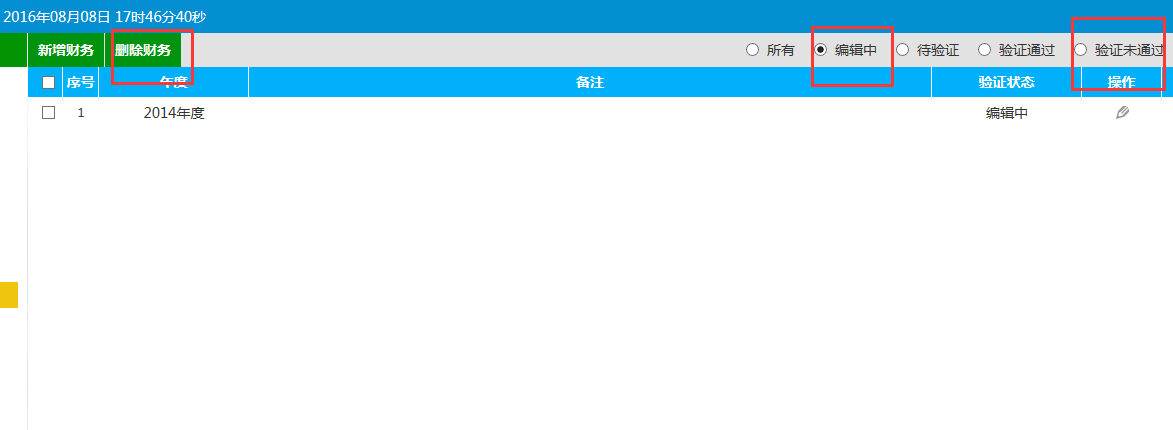 2016年08月08日 17时46分40秒
新增财务 删除财务 所有 编辑中 待验证 验证通过 验证未通过
序号 年度 备注 验证状态 操作
1 2014年度 编辑中